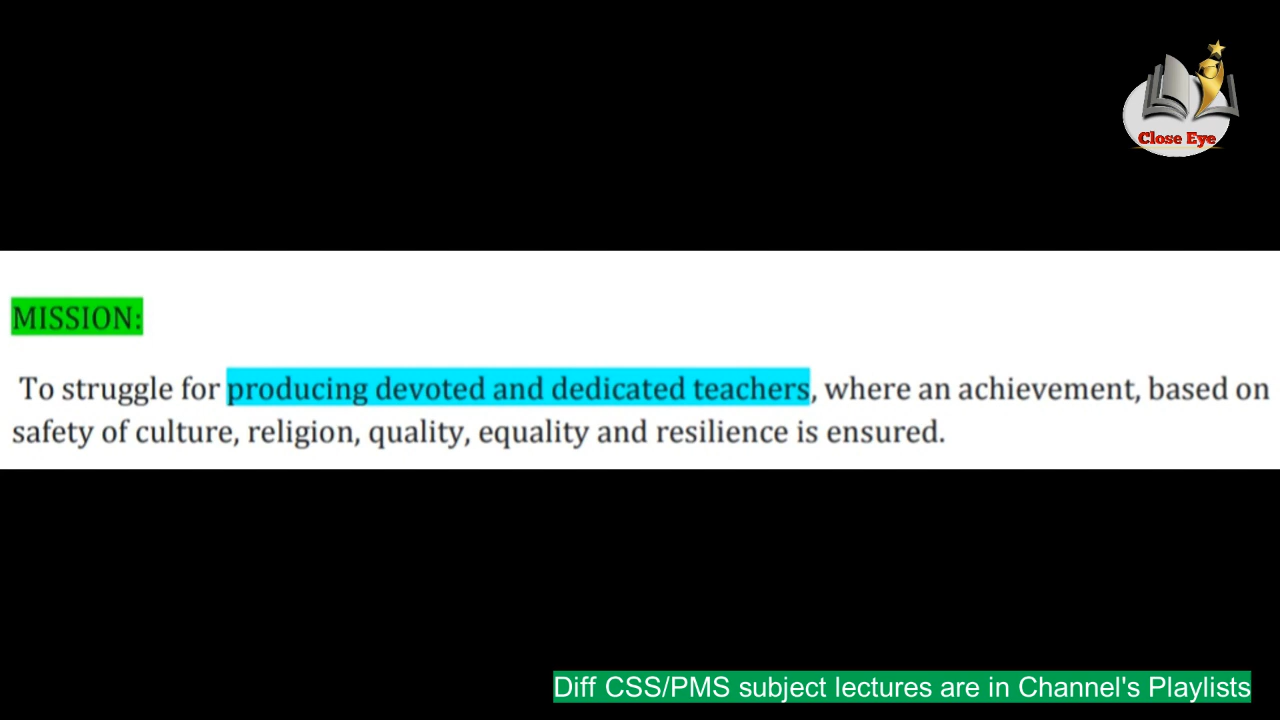 Close Eye
MISSION:
To struggle for producing devoted and dedicated teachers, where an achievement, based on
safety of culture, religion, quality, equality and resilience is ensured.
Diff CSS/PMS subject lectures are in Channel's Playlists